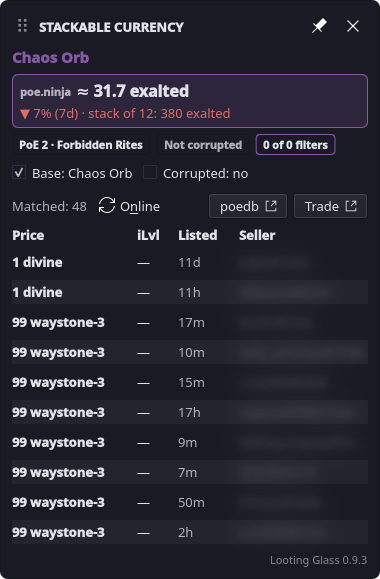 STACKABLE CURRENCY
Chaos Orb
poe.ninja ≈ 31.7 exalted
▼ 7% (7d) · stack of 12: 380 exalted
PoE 2 · Forbidden Rites Not corrupted 0 of 0 filters
Base: Chaos Orb Corrupted: no
Matched: 48 Online poedb Trade
Price iLvl Listed Seller
1 divine — 11d
1 divine — 11h
99 waystone-3 — 17m
99 waystone-3 — 10m
99 waystone-3 — 15m
99 waystone-3 — 17h
99 waystone-3 — 9m
99 waystone-3 — 7m
99 waystone-3 — 50m
99 waystone-3 — 2h
Looting Glass 0.9.3